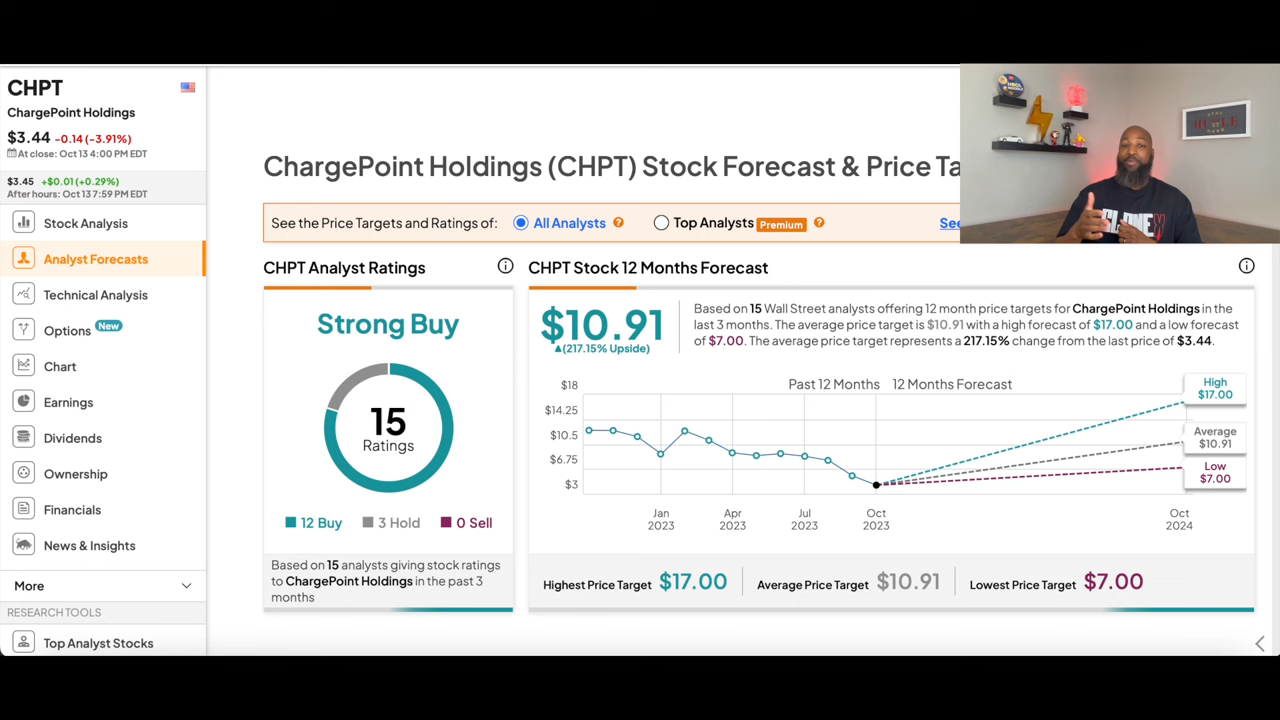 CHPT
ChargePoint Holdings
$3.44 -0.14 (-3.91%)
At close: Oct 13 4:00 PM EDT
$3.45 +$0.01 (+0.29%)
After hours: Oct 13 7:59 PM EDT
Stock Analysis
Analyst Forecasts
Technical Analysis
Options New
Chart
Earnings
Dividends
Ownership
Financials
News & Insights
More
RESEARCH TOOLS
Top Analyst Stocks
ChargePoint Holdings (CHPT) Stock Forecast & Price Ta
See the Price Targets and Ratings of: All Analysts ? Top Analysts Premium ? See
CHPT Analyst Ratings
Strong Buy
15
Ratings
12 Buy 3 Hold 0 Sell
Based on 15 analysts giving stock ratings
to ChargePoint Holdings in the past 3
months
CHPT Stock 12 Months Forecast
$10.91
▲(217.15% Upside)
Based on 15 Wall Street analysts offering 12 month price targets for ChargePoint Holdings in the
last 3 months. The average price target is $10.91 with a high forecast of $17.00 and a low forecast
of $7.00. The average price target represents a 217.15% change from the last price of $3.44.
Past 12 Months 12 Months Forecast
$18
$14.25
$10.5
$6.75
$3
High
$17.00
Average
$10.91
Low
$7.00
Jan
2023
Apr
2023
Jul
2023
Oct
2023
Oct
2024
Highest Price Target $17.00
Average Price Target $10.91
Lowest Price Target $7.00